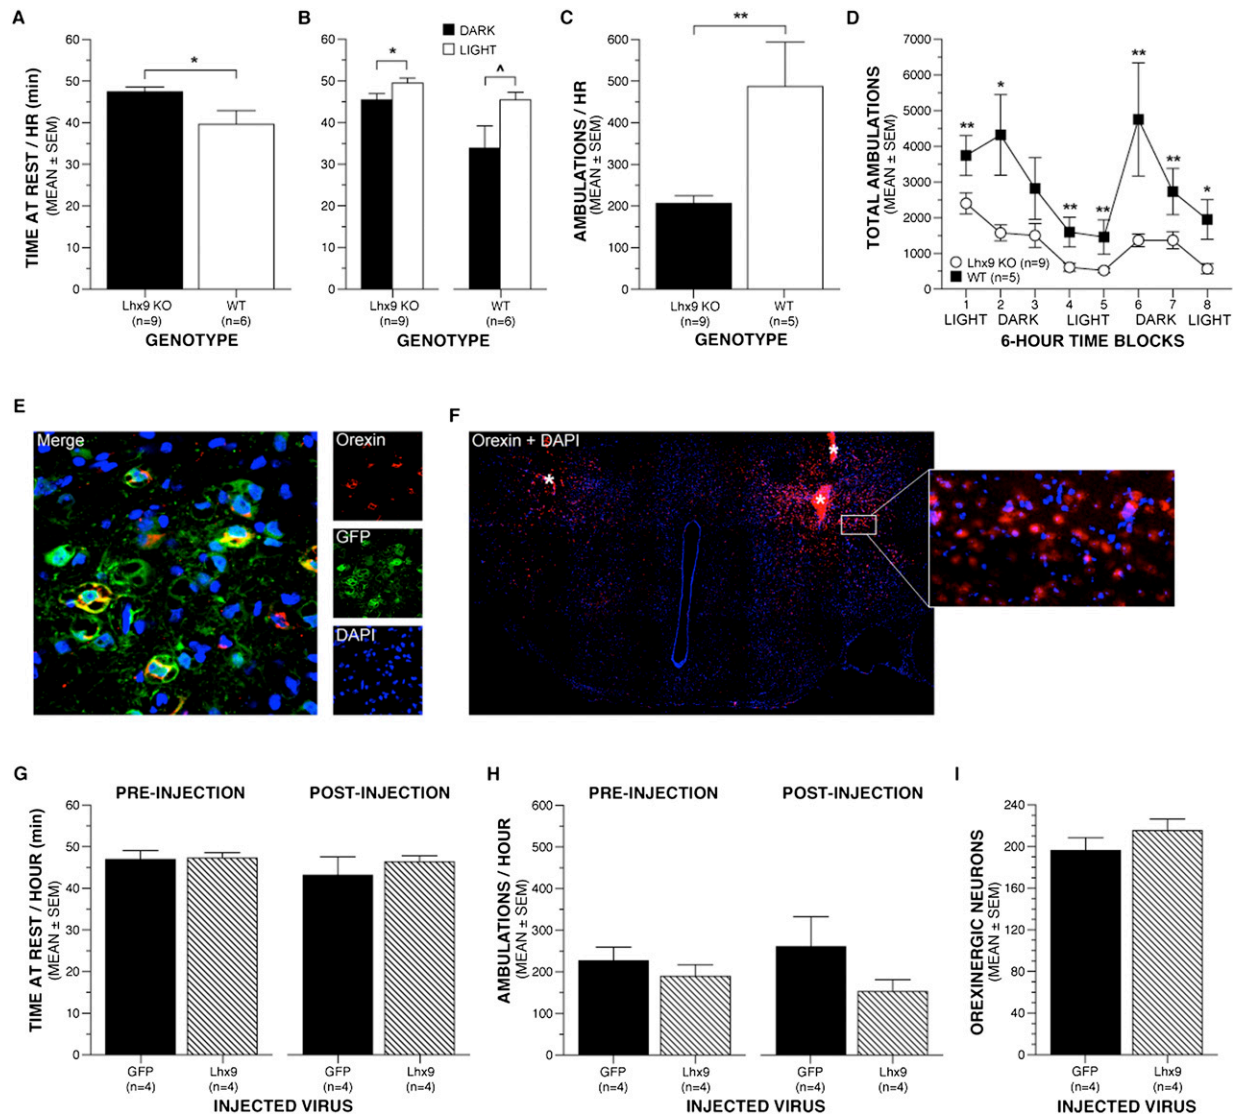 A
TIME AT REST / HR (min)
(MEAN ± SEM)
60
50
40
30
20
10
0
*
Lhx9 KO
(n=9)
WT
(n=6)
GENOTYPE
B
DARK
LIGHT
60
50
40
30
20
10
0
*
^
Lhx9 KO
(n=9)
WT
(n=6)
GENOTYPE
C
AMBULATIONS / HR
(MEAN ± SEM)
600
500
400
300
200
100
0
**
Lhx9 KO
(n=9)
WT
(n=5)
GENOTYPE
D
TOTAL AMBULATIONS
(MEAN ± SEM)
7000
6000
5000
4000
3000
2000
1000
0
** * ** ** ** ** *
Lhx9 KO (n=9)
WT (n=5)
1 2 3 4 5 6 7 8
LIGHT DARK LIGHT DARK LIGHT
6-HOUR TIME BLOCKS
E
Merge
Orexin
GFP
DAPI
F
Orexin + DAPI
* * *
G
TIME AT REST / HOUR (min)
(MEAN ± SEM)
PRE-INJECTION POST-INJECTION
60
50
40
30
20
10
0
GFP
(n=4)
Lhx9
(n=4)
GFP
(n=4)
Lhx9
(n=4)
INJECTED VIRUS
H
AMBULATIONS / HOUR
(MEAN ± SEM)
PRE-INJECTION POST-INJECTION
600
500
400
300
200
100
0
GFP
(n=4)
Lhx9
(n=4)
GFP
(n=4)
Lhx9
(n=4)
INJECTED VIRUS
I
OREXINERGIC NEURONS
(MEAN ± SEM)
240
200
160
120
80
40
0
GFP
(n=4)
Lhx9
(n=4)
INJECTED VIRUS